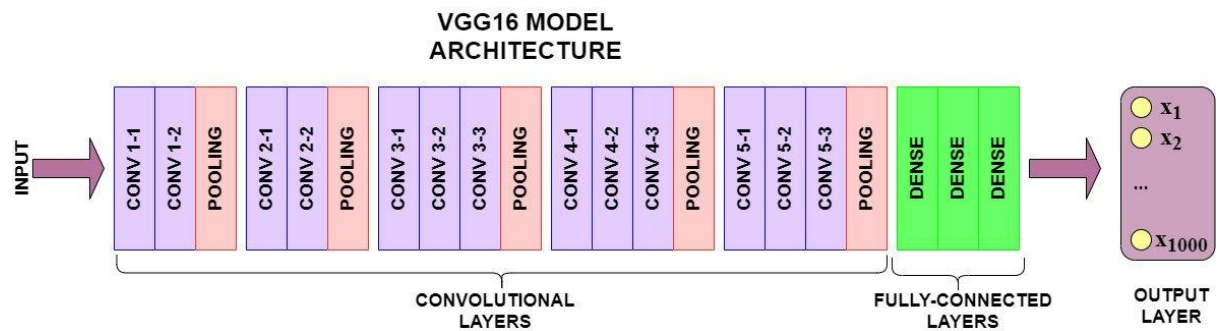 VGG16 MODEL
ARCHITECTURE
INPUT
CONV 1-1
CONV 1-2
POOLING
CONV 2-1
CONV 2-2
POOLING
CONV 3-1
CONV 3-2
CONV 3-3
POOLING
CONV 4-1
CONV 4-2
CONV 4-3
POOLING
CONV 5-1
CONV 5-2
CONV 5-3
POOLING
DENSE
DENSE
DENSE
x1
x2
...
x1000
CONVOLUTIONAL
LAYERS
FULLY-CONNECTED
LAYERS
OUTPUT
LAYER